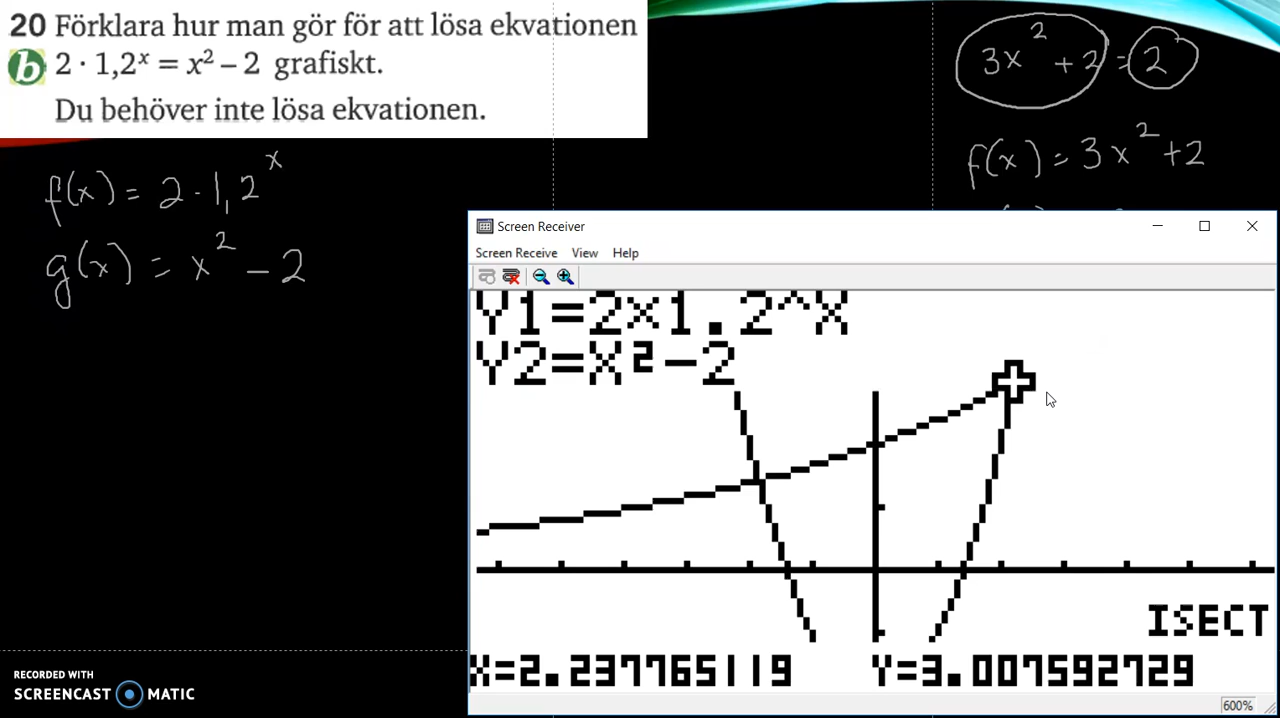 20 Förklara hur man gör för att lösa ekvationen
b 2 · 1,2ˣ = x² – 2 grafiskt.
Du behöver inte lösa ekvationen.
f(x) = 2 · 1,2ˣ
g(x) = x² – 2
3x² + 2 = 2ˣ
f(x) = 3x² + 2
Screen Receiver
Screen Receive View Help
Y1=2×1.2^X
Y2=X²–2
ISECT
X=2.237765119 Y=3.007592729
600%
RECORDED WITH
SCREENCAST MATIC